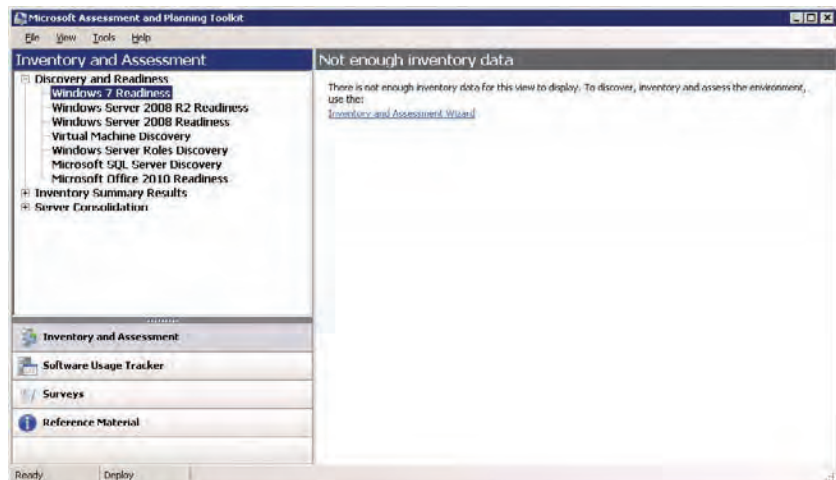 Microsoft Assessment and Planning Toolkit
File View Tools Help
Inventory and Assessment
Discovery and Readiness
Windows 7 Readiness
Windows Server 2008 R2 Readiness
Windows Server 2008 Readiness
Virtual Machine Discovery
Windows Server Roles Discovery
Microsoft SQL Server Discovery
Microsoft Office 2010 Readiness
Inventory Summary Results
Server Consolidation
Inventory and Assessment
Software Usage Tracker
Surveys
Reference Material
Not enough inventory data
There is not enough inventory data for this view to display. To discover, inventory and assess the environment,
use the:
Inventory and Assessment Wizard
Ready Deploy